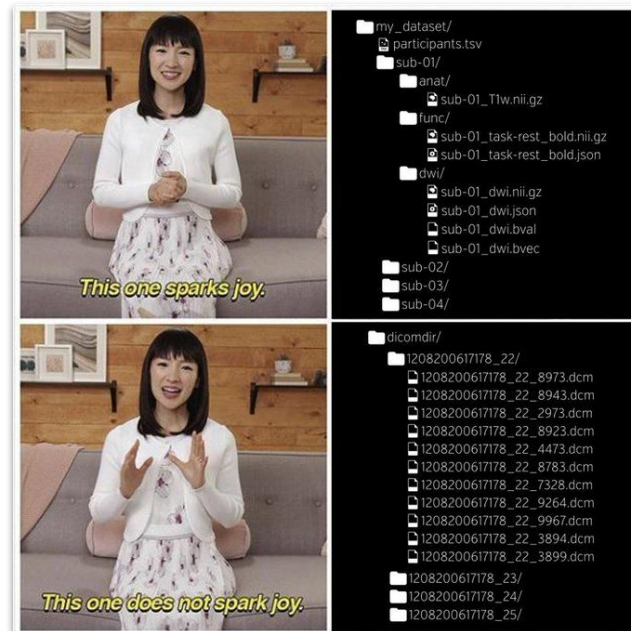 my_dataset/
participants.tsv
sub-01/
anat/
sub-01_T1w.nii.gz
func/
sub-01_task-rest_bold.nii.gz
sub-01_task-rest_bold.json
dwi/
sub-01_dwi.nii.gz
sub-01_dwi.json
sub-01_dwi.bval
sub-01_dwi.bvec
sub-02/
sub-03/
sub-04/
This one sparks joy.
dicomdir/
1208200617178_22/
1208200617178_22_8973.dcm
1208200617178_22_8943.dcm
1208200617178_22_2973.dcm
1208200617178_22_8923.dcm
1208200617178_22_4473.dcm
1208200617178_22_8783.dcm
1208200617178_22_7328.dcm
1208200617178_22_9264.dcm
1208200617178_22_9967.dcm
1208200617178_22_3894.dcm
1208200617178_22_3899.dcm
1208200617178_23/
1208200617178_24/
1208200617178_25/
This one does not spark joy.